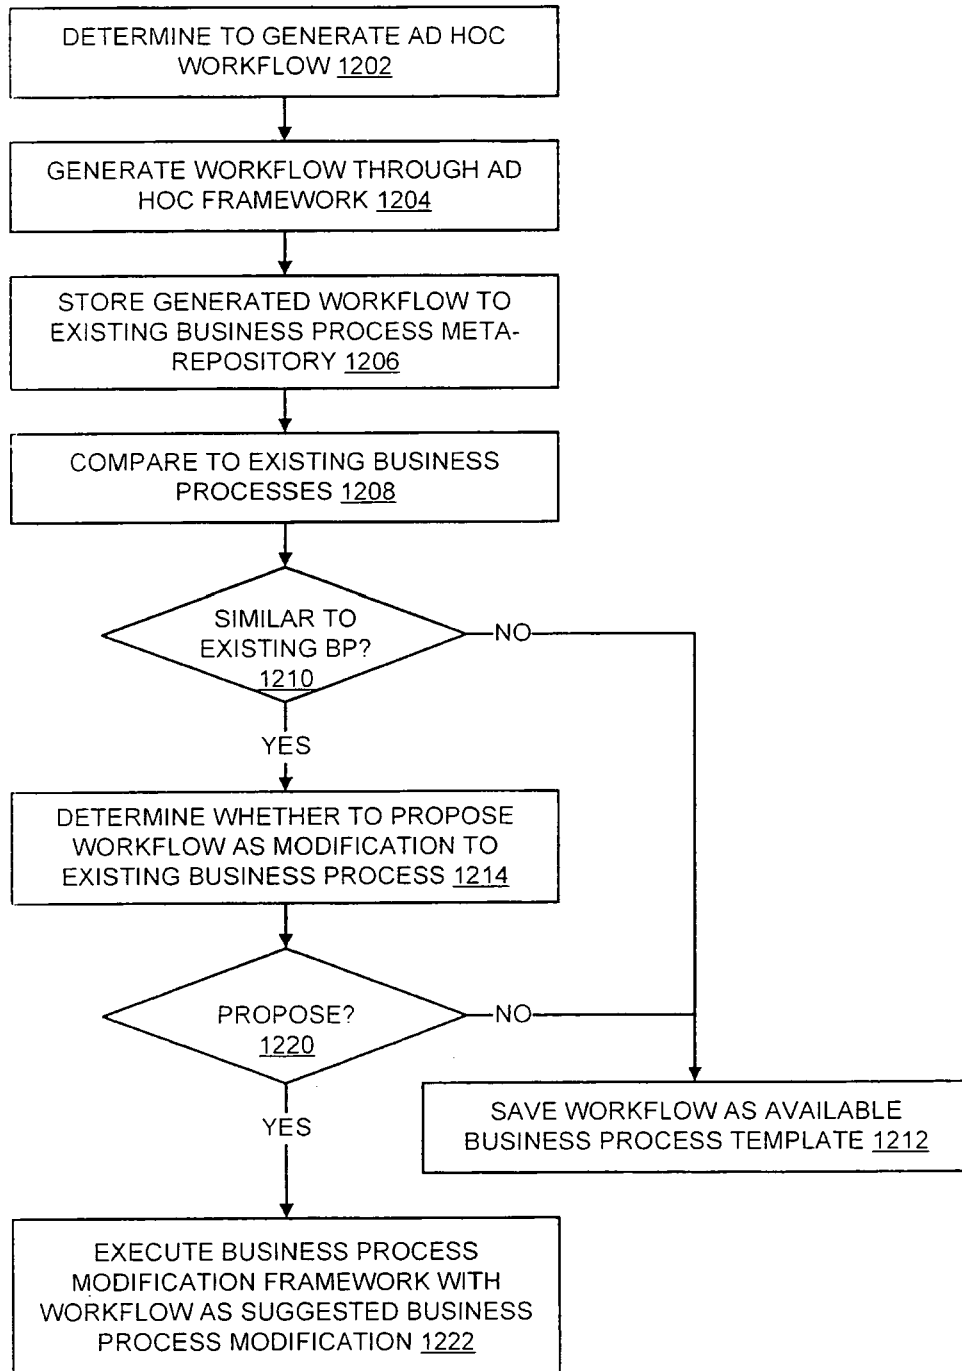 DETERMINE TO GENERATE AD HOC
WORKFLOW 1202
GENERATE WORKFLOW THROUGH AD
HOC FRAMEWORK 1204
STORE GENERATED WORKFLOW TO
EXISTING BUSINESS PROCESS META-
REPOSITORY 1206
COMPARE TO EXISTING BUSINESS
PROCESSES 1208
SIMILAR TO
EXISTING BP?
1210
NO
YES
DETERMINE WHETHER TO PROPOSE
WORKFLOW AS MODIFICATION TO
EXISTING BUSINESS PROCESS 1214
PROPOSE?
1220
NO
YES
SAVE WORKFLOW AS AVAILABLE
BUSINESS PROCESS TEMPLATE 1212
EXECUTE BUSINESS PROCESS
MODIFICATION FRAMEWORK WITH
WORKFLOW AS SUGGESTED BUSINESS
PROCESS MODIFICATION 1222